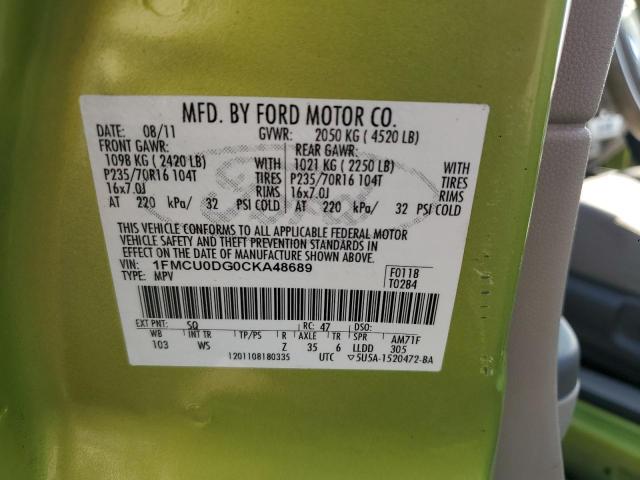 MFD. BY FORD MOTOR CO.
DATE: 08/11 GVWR: 2050 KG ( 4520 LB)
FRONT GAWR: REAR GAWR:
1098 KG ( 2420 LB) WITH 1021 KG ( 2250 LB) WITH
P235/70R16 104T TIRES P235/70R16 104T TIRES
16x7.0J RIMS 16x7.0J RIMS
AT 220 kPa/ 32 PSI COLD AT 220 kPa/ 32 PSI COLD
THIS VEHICLE CONFORMS TO ALL APPLICABLE FEDERAL MOTOR
VEHICLE SAFETY AND THEFT PREVENTION STANDARDS IN
EFFECT ON THE DATE OF MANUFACTURE SHOWN ABOVE.
VIN: 1FMCU0DG0CKA48689 F0118
TYPE: MPV T0284
EXT PNT: SQ RC: 47 DSO:
WB INT TR TP/PS R AXLE TR SPR AM71F
103 WS Z 35 6 LLDD 305
1201108180335 UTC ▽5U5A-1520472-BA